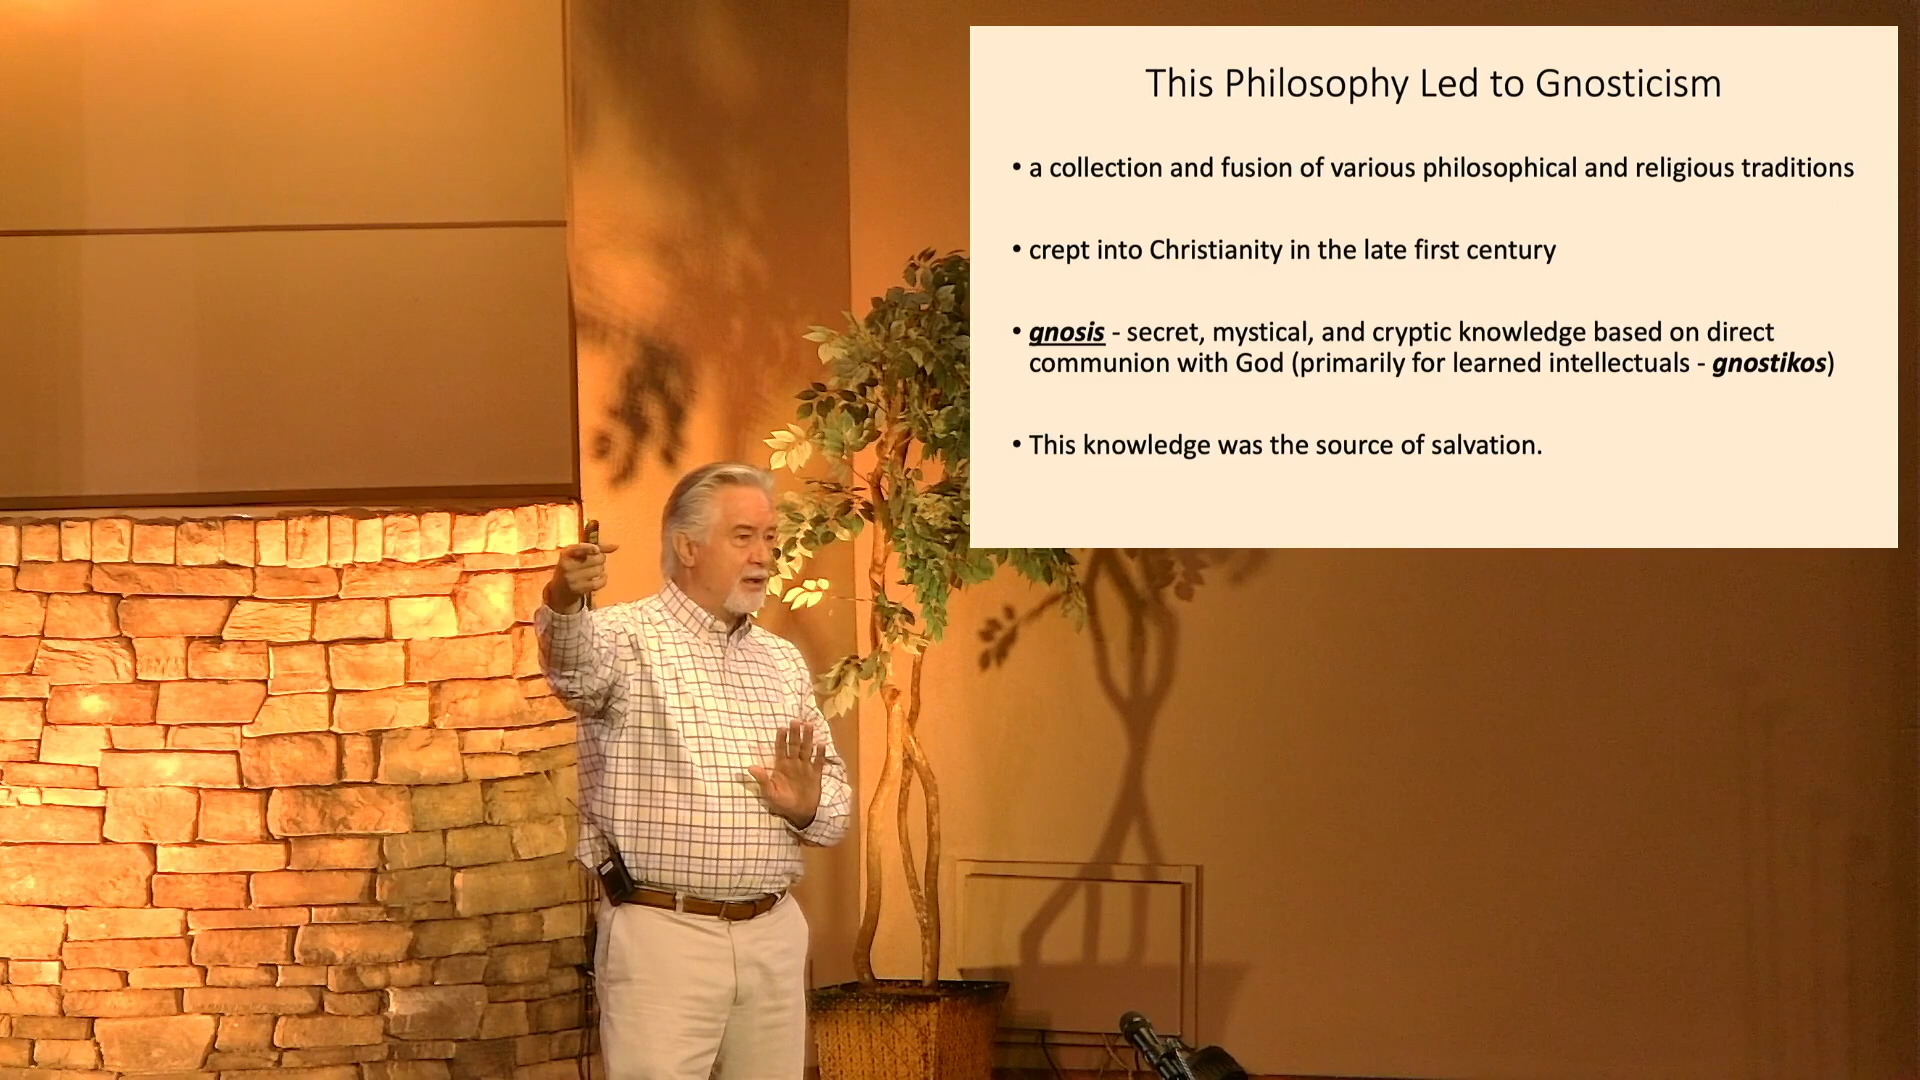 This Philosophy Led to Gnosticism
• a collection and fusion of various philosophical and religious traditions
• crept into Christianity in the late first century
• gnosis - secret, mystical, and cryptic knowledge based on direct
communion with God (primarily for learned intellectuals - gnostikos)
• This knowledge was the source of salvation.